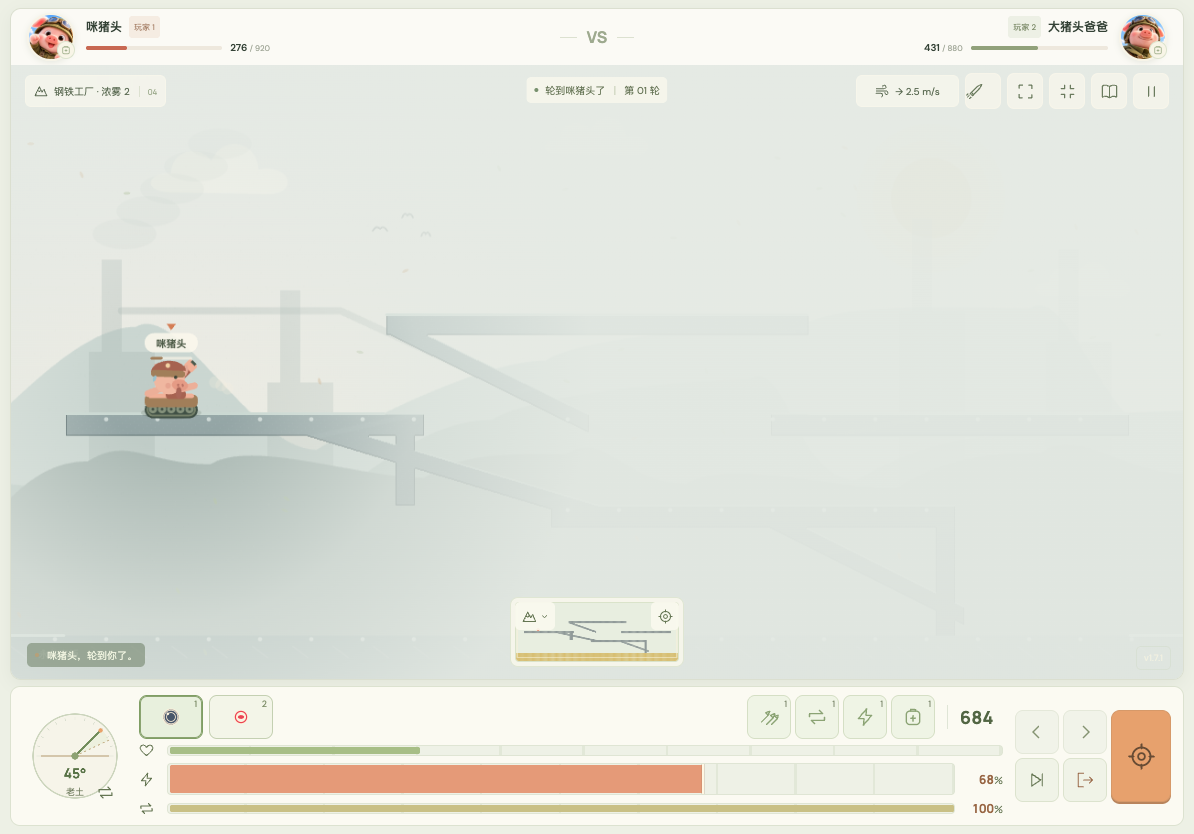 咪猪头 玩家 1
276 / 920
VS
玩家 2 大猪头爸爸
431 / 880
钢铁工厂 · 浓雾 2 04
轮到咪猪头了 第 01 轮
→ 2.5 m/s
咪猪头
咪猪头，轮到你了。
1
2
1
1
1
1
684
45°
老土
68%
100%